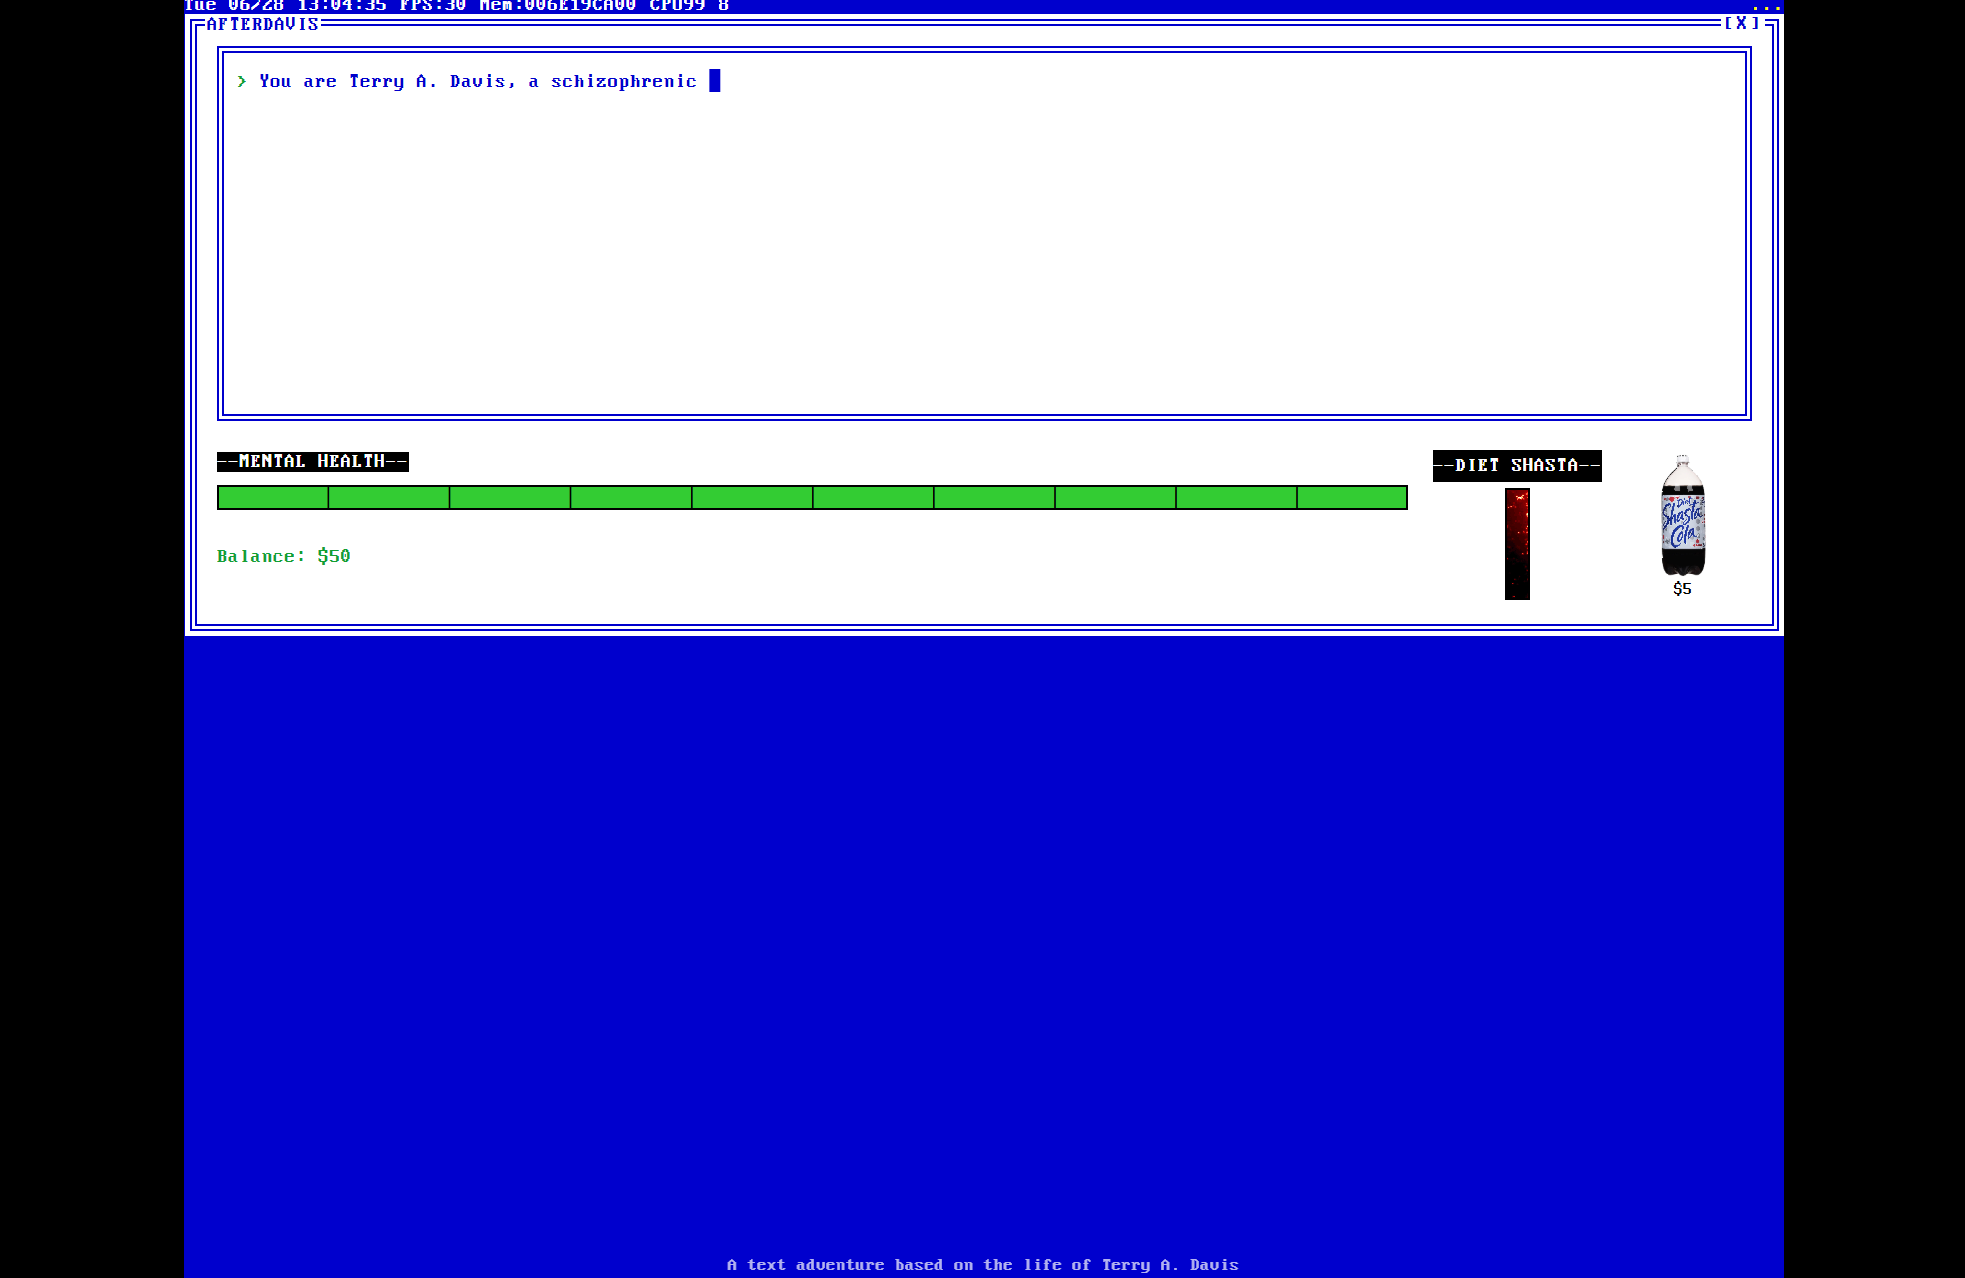 Tue 06/28 13:04:35 FPS:30 Mem:006E19CA00 CPU99 8 ...
AFTERDAVIS [X]
> You are Terry A. Davis, a schizophrenic
--MENTAL HEALTH--
--DIET SHASTA--
Diet
Shasta
Cola
Balance: $50
$5
A text adventure based on the life of Terry A. Davis